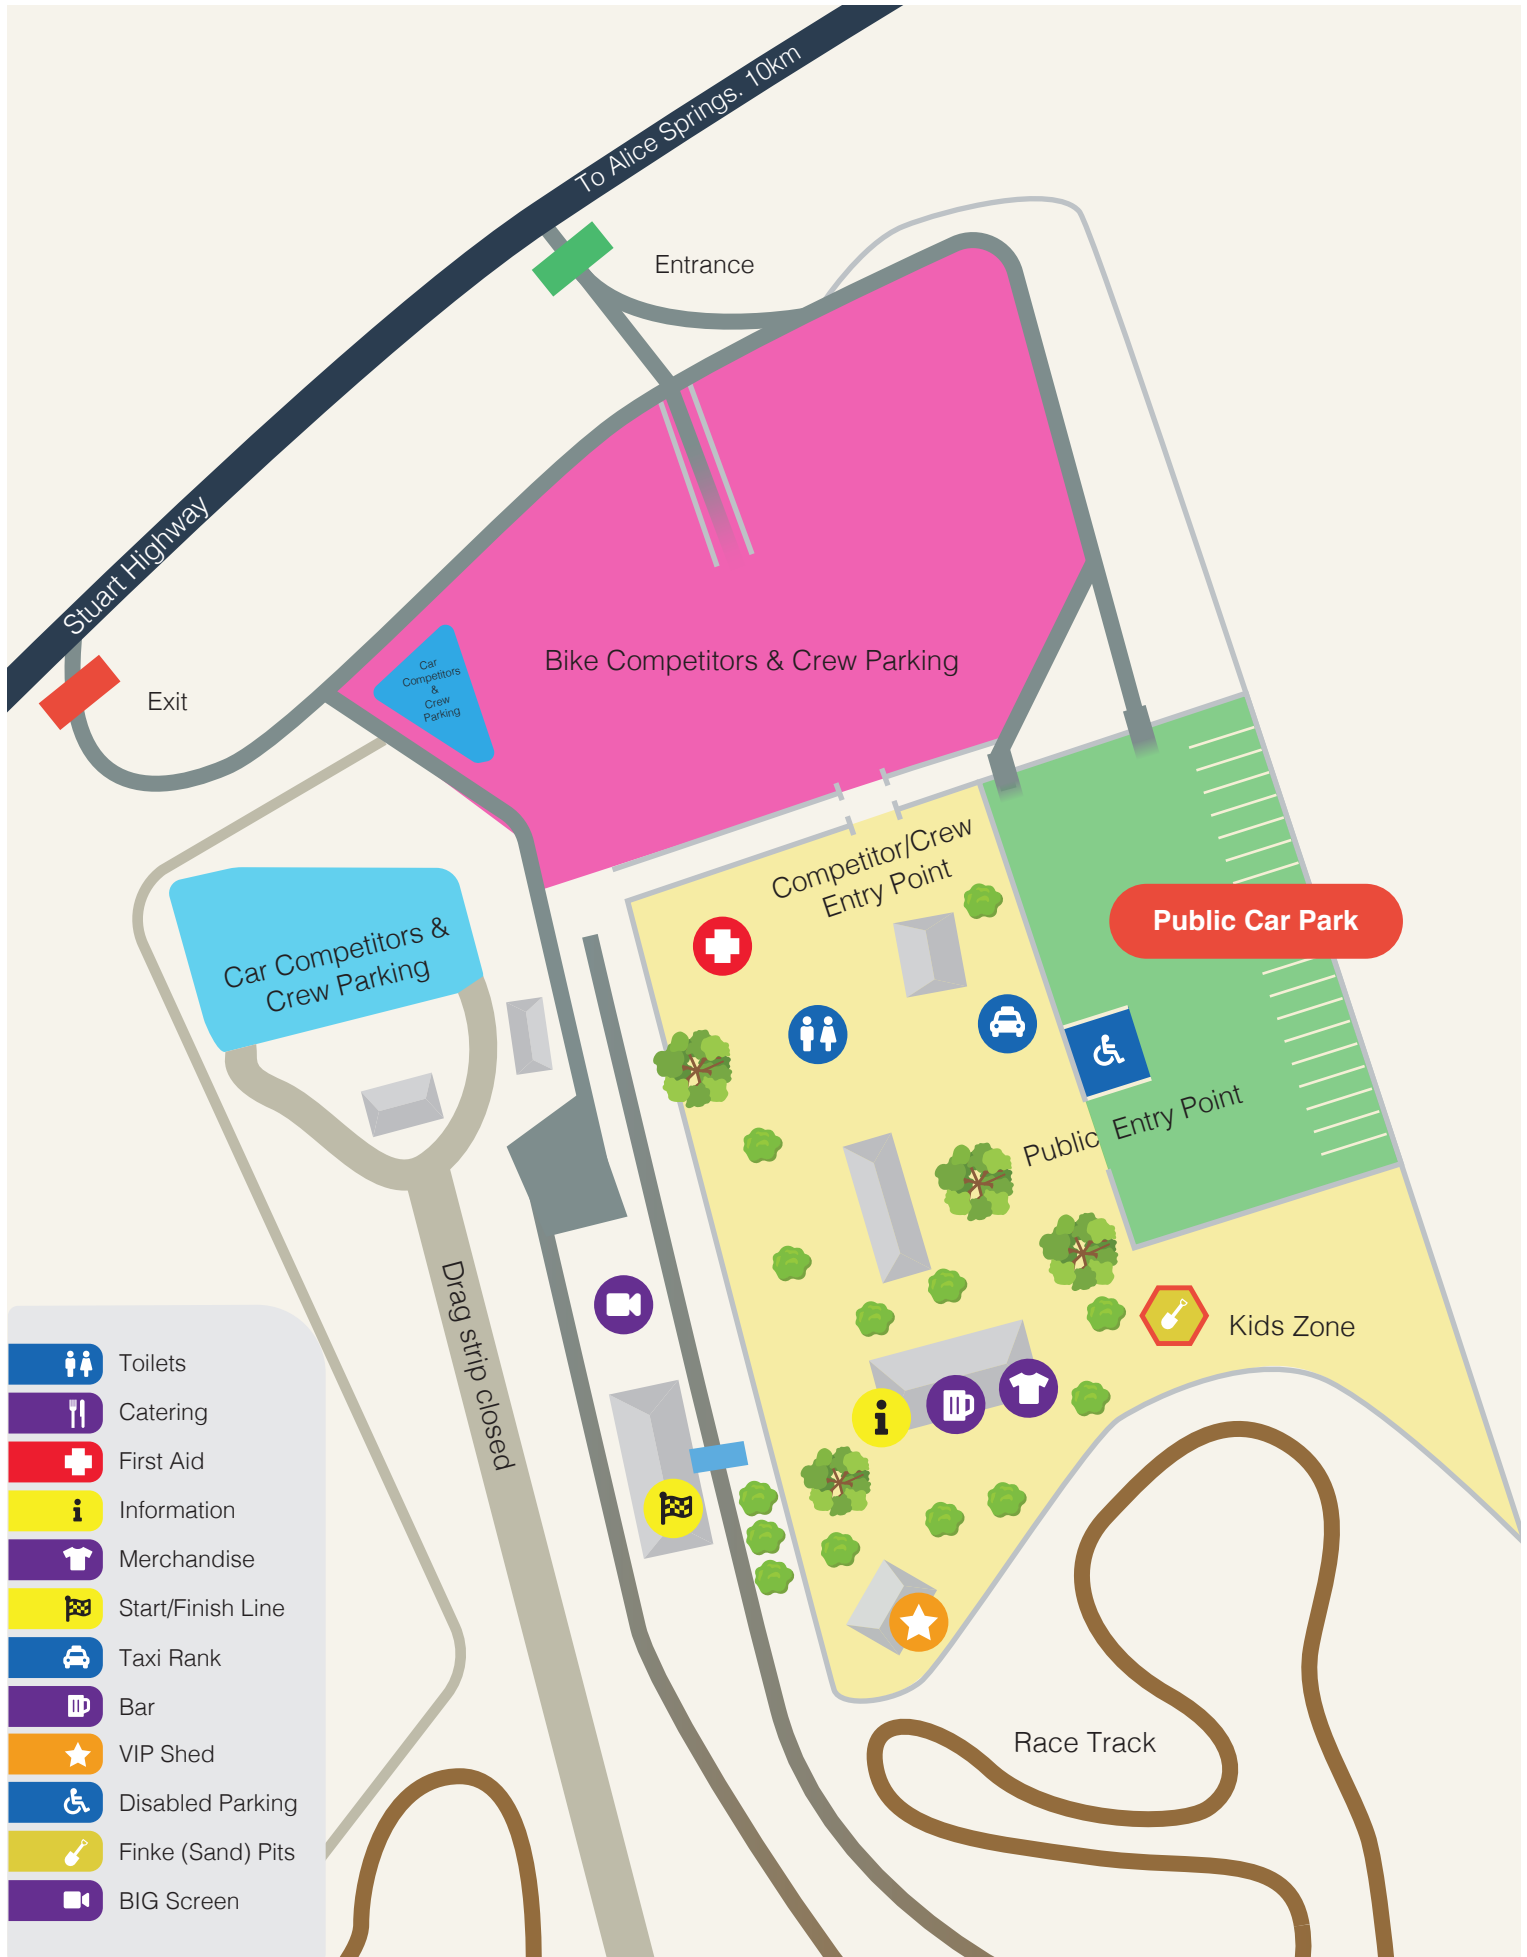 To Alice Springs. 10km
Entrance
Stuart Highway
Exit
Car
Competitors
&
Crew
Parking
Bike Competitors & Crew Parking
Competitor/Crew
Entry Point
Public Car Park
Car Competitors &
Crew Parking
Public Entry Point
Drag strip closed
Kids Zone
Race Track
Toilets
Catering
First Aid
Information
Merchandise
Start/Finish Line
Taxi Rank
Bar
VIP Shed
Disabled Parking
Finke (Sand) Pits
BIG Screen